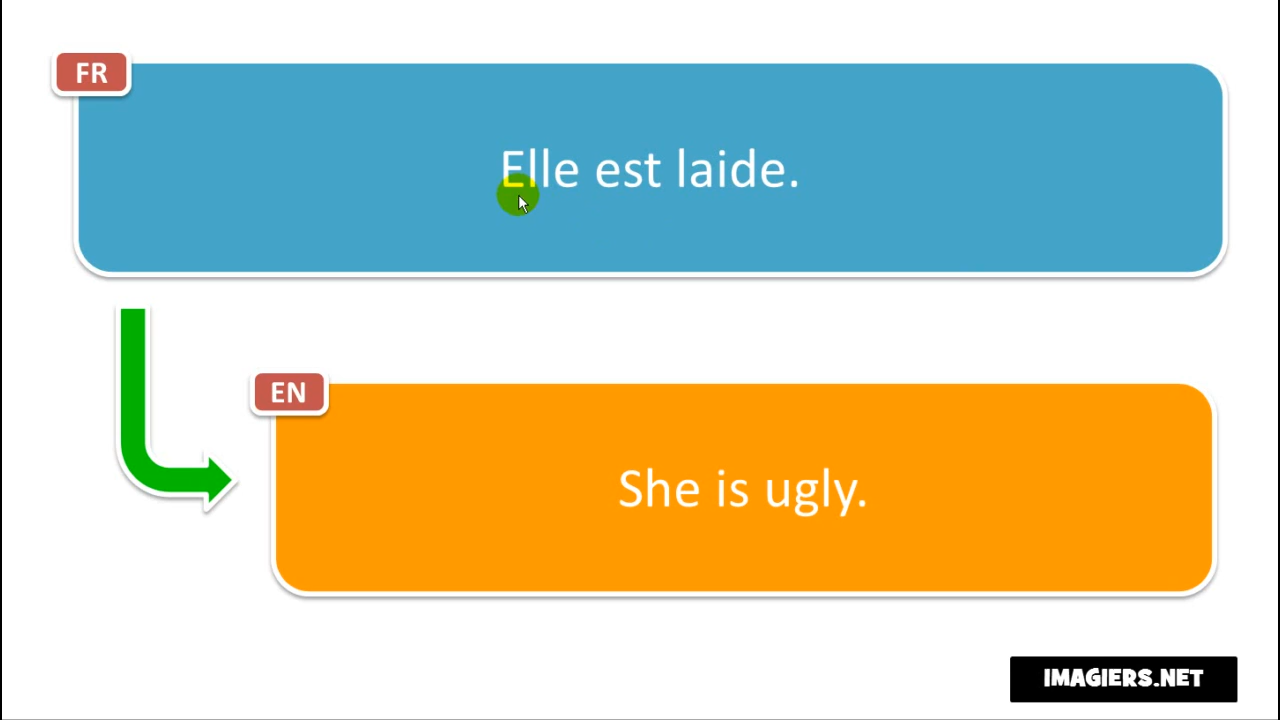 FR
Elle est laide.
EN
She is ugly.
IMAGIERS.NET